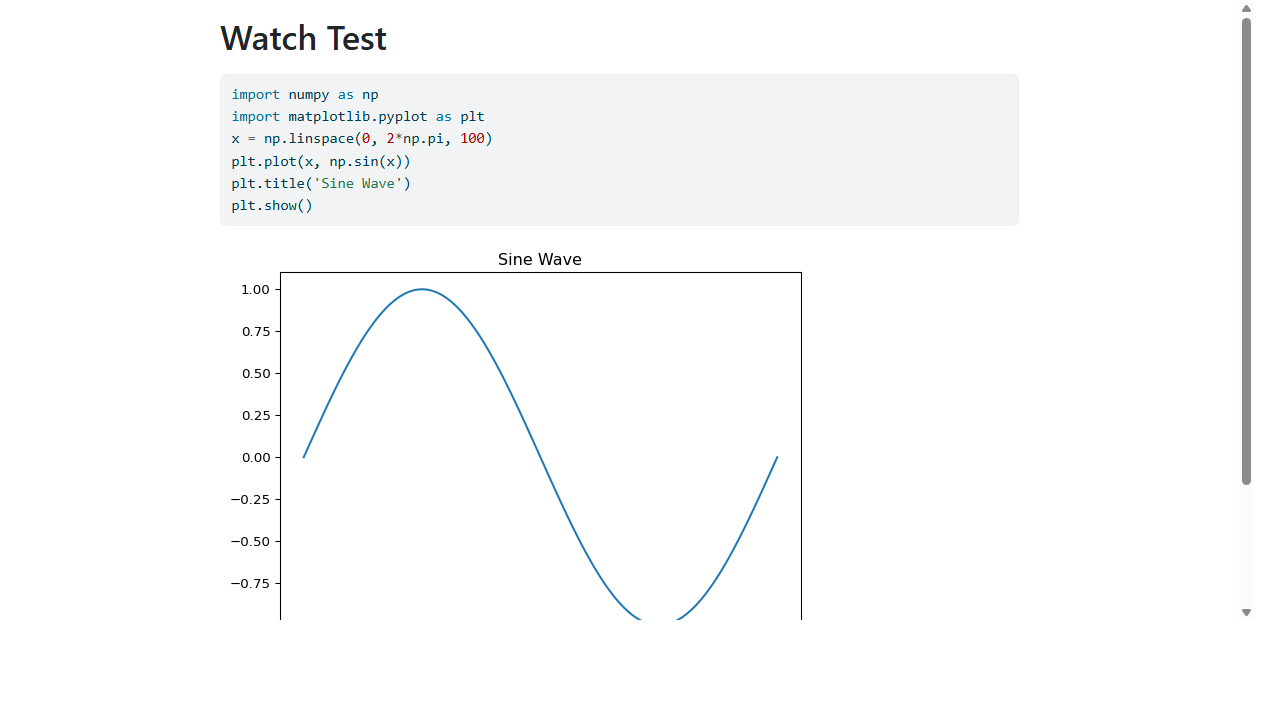 Watch Test
import numpy as np
import matplotlib.pyplot as plt
x = np.linspace(0, 2*np.pi, 100)
plt.plot(x, np.sin(x))
plt.title('Sine Wave')
plt.show()
Sine Wave
1.00
0.75
0.50
0.25
0.00
−0.25
−0.50
−0.75